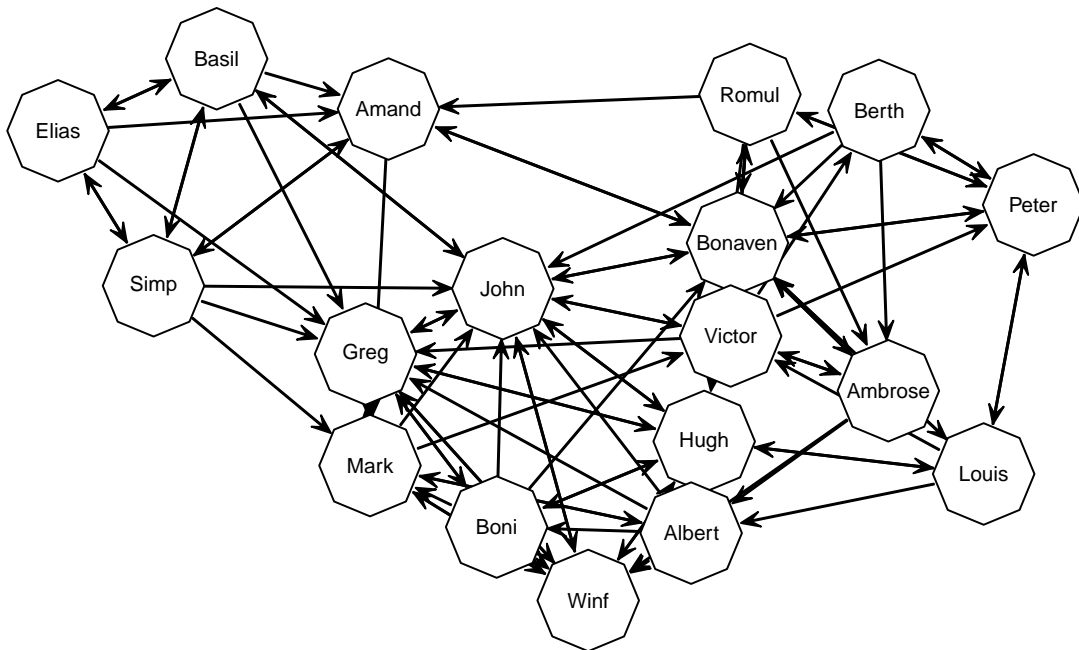 Basil
Romul
Amand
Berth
Elias
Peter
Bonaven
Simp
John
Victor
Greg
Ambrose
Hugh
Mark
Louis
Boni
Albert
Winf